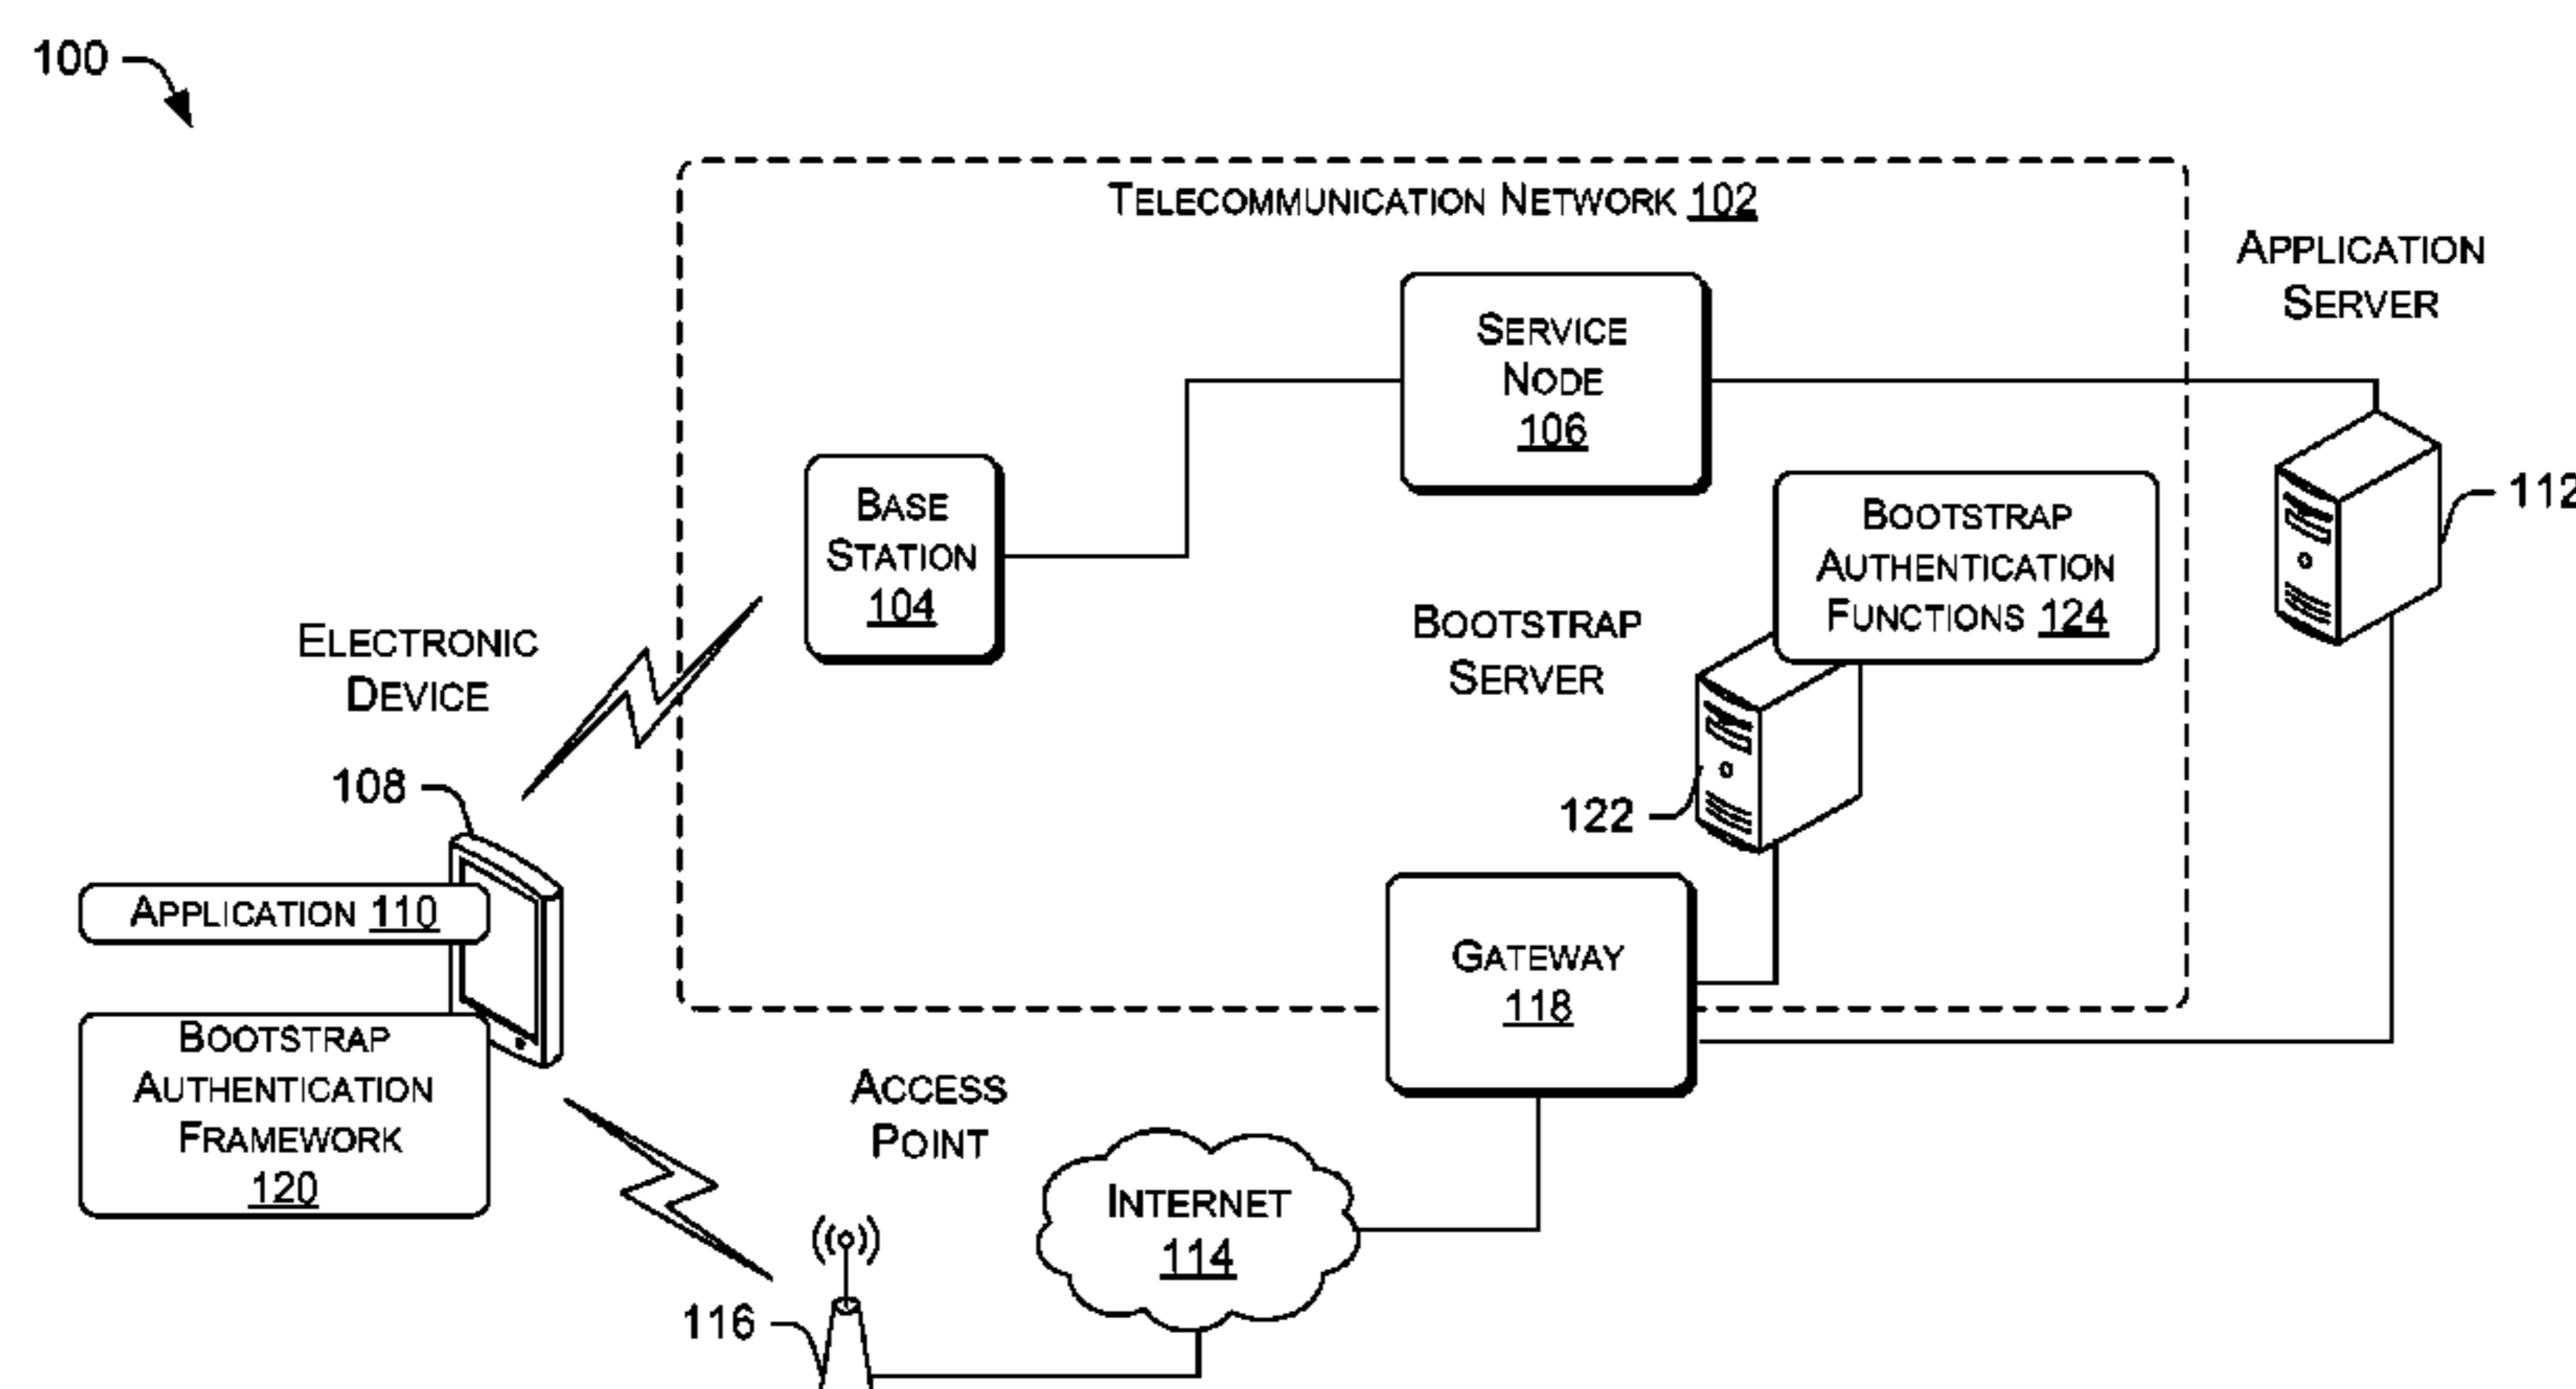 100
TELECOMMUNICATION NETWORK 102
APPLICATION
SERVER
SERVICE
NODE
106
112
BASE
STATION
104
BOOTSTRAP
AUTHENTICATION
FUNCTIONS 124
BOOTSTRAP
SERVER
122
ELECTRONIC
DEVICE
108
APPLICATION 110
BOOTSTRAP
AUTHENTICATION
FRAMEWORK
120
GATEWAY
118
ACCESS
POINT
INTERNET
114
116